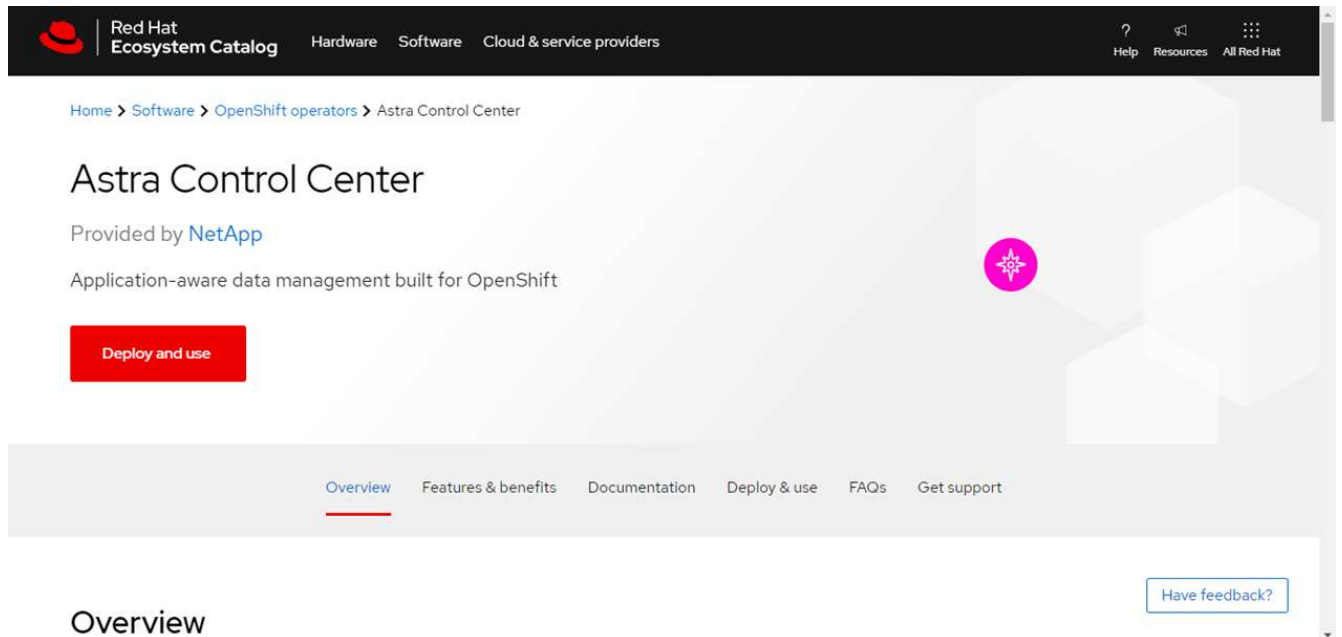 Red Hat
Ecosystem Catalog
Hardware Software Cloud & service providers
? Help Resources All Red Hat
Home > Software > OpenShift operators > Astra Control Center
Astra Control Center
Provided by NetApp
Application-aware data management built for OpenShift
Deploy and use
Overview Features & benefits Documentation Deploy & use FAQs Get support
Have feedback?
Overview